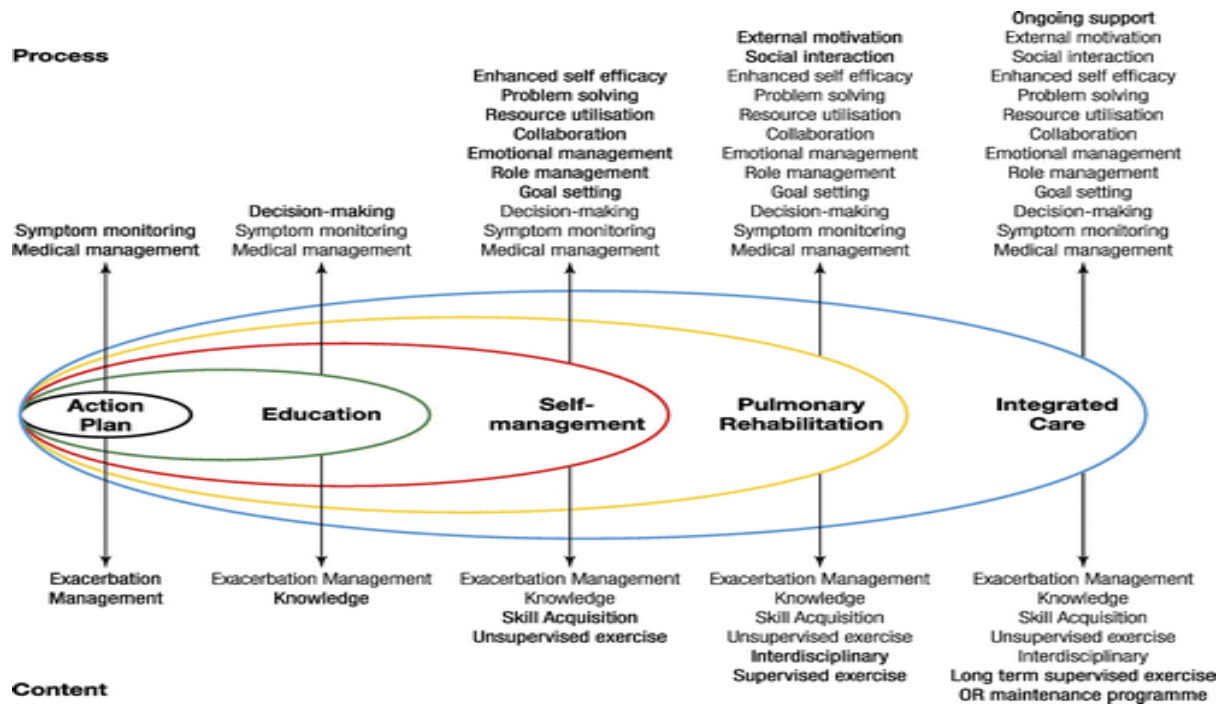 Process
Symptom monitoring
Medical management
Decision-making
Symptom monitoring
Medical management
Enhanced self efficacy
Problem solving
Resource utilisation
Collaboration
Emotional management
Role management
Goal setting
Decision-making
Symptom monitoring
Medical management
External motivation
Social interaction
Enhanced self efficacy
Problem solving
Resource utilisation
Collaboration
Emotional management
Role management
Goal setting
Decision-making
Symptom monitoring
Medical management
Ongoing support
External motivation
Social interaction
Enhanced self efficacy
Problem solving
Resource utilisation
Collaboration
Emotional management
Role management
Goal setting
Decision-making
Symptom monitoring
Medical management
Action
Plan
Education
Self-
management
Pulmonary
Rehabilitation
Integrated
Care
Exacerbation
Management
Exacerbation Management
Knowledge
Exacerbation Management
Knowledge
Skill Acquisition
Unsupervised exercise
Exacerbation Management
Knowledge
Skill Acquisition
Unsupervised exercise
Interdisciplinary
Supervised exercise
Exacerbation Management
Knowledge
Skill Acquisition
Unsupervised exercise
Interdisciplinary
Long term supervised exercise
OR maintenance programme
Content